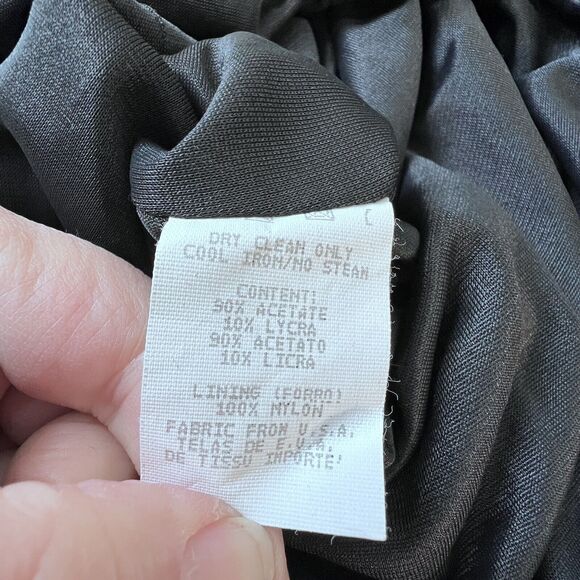 DRY CLEAN ONLY
COOL IRON/NO STEAM
CONTENT:
90% ACETATE
10% LYCRA
90% ACETATO
10% LICRA
LINING (FORRO)
100% NYLON
FABRIC FROM U.S.A.
TELAS DE E.U.A.
DE TISSU IMPORTE'